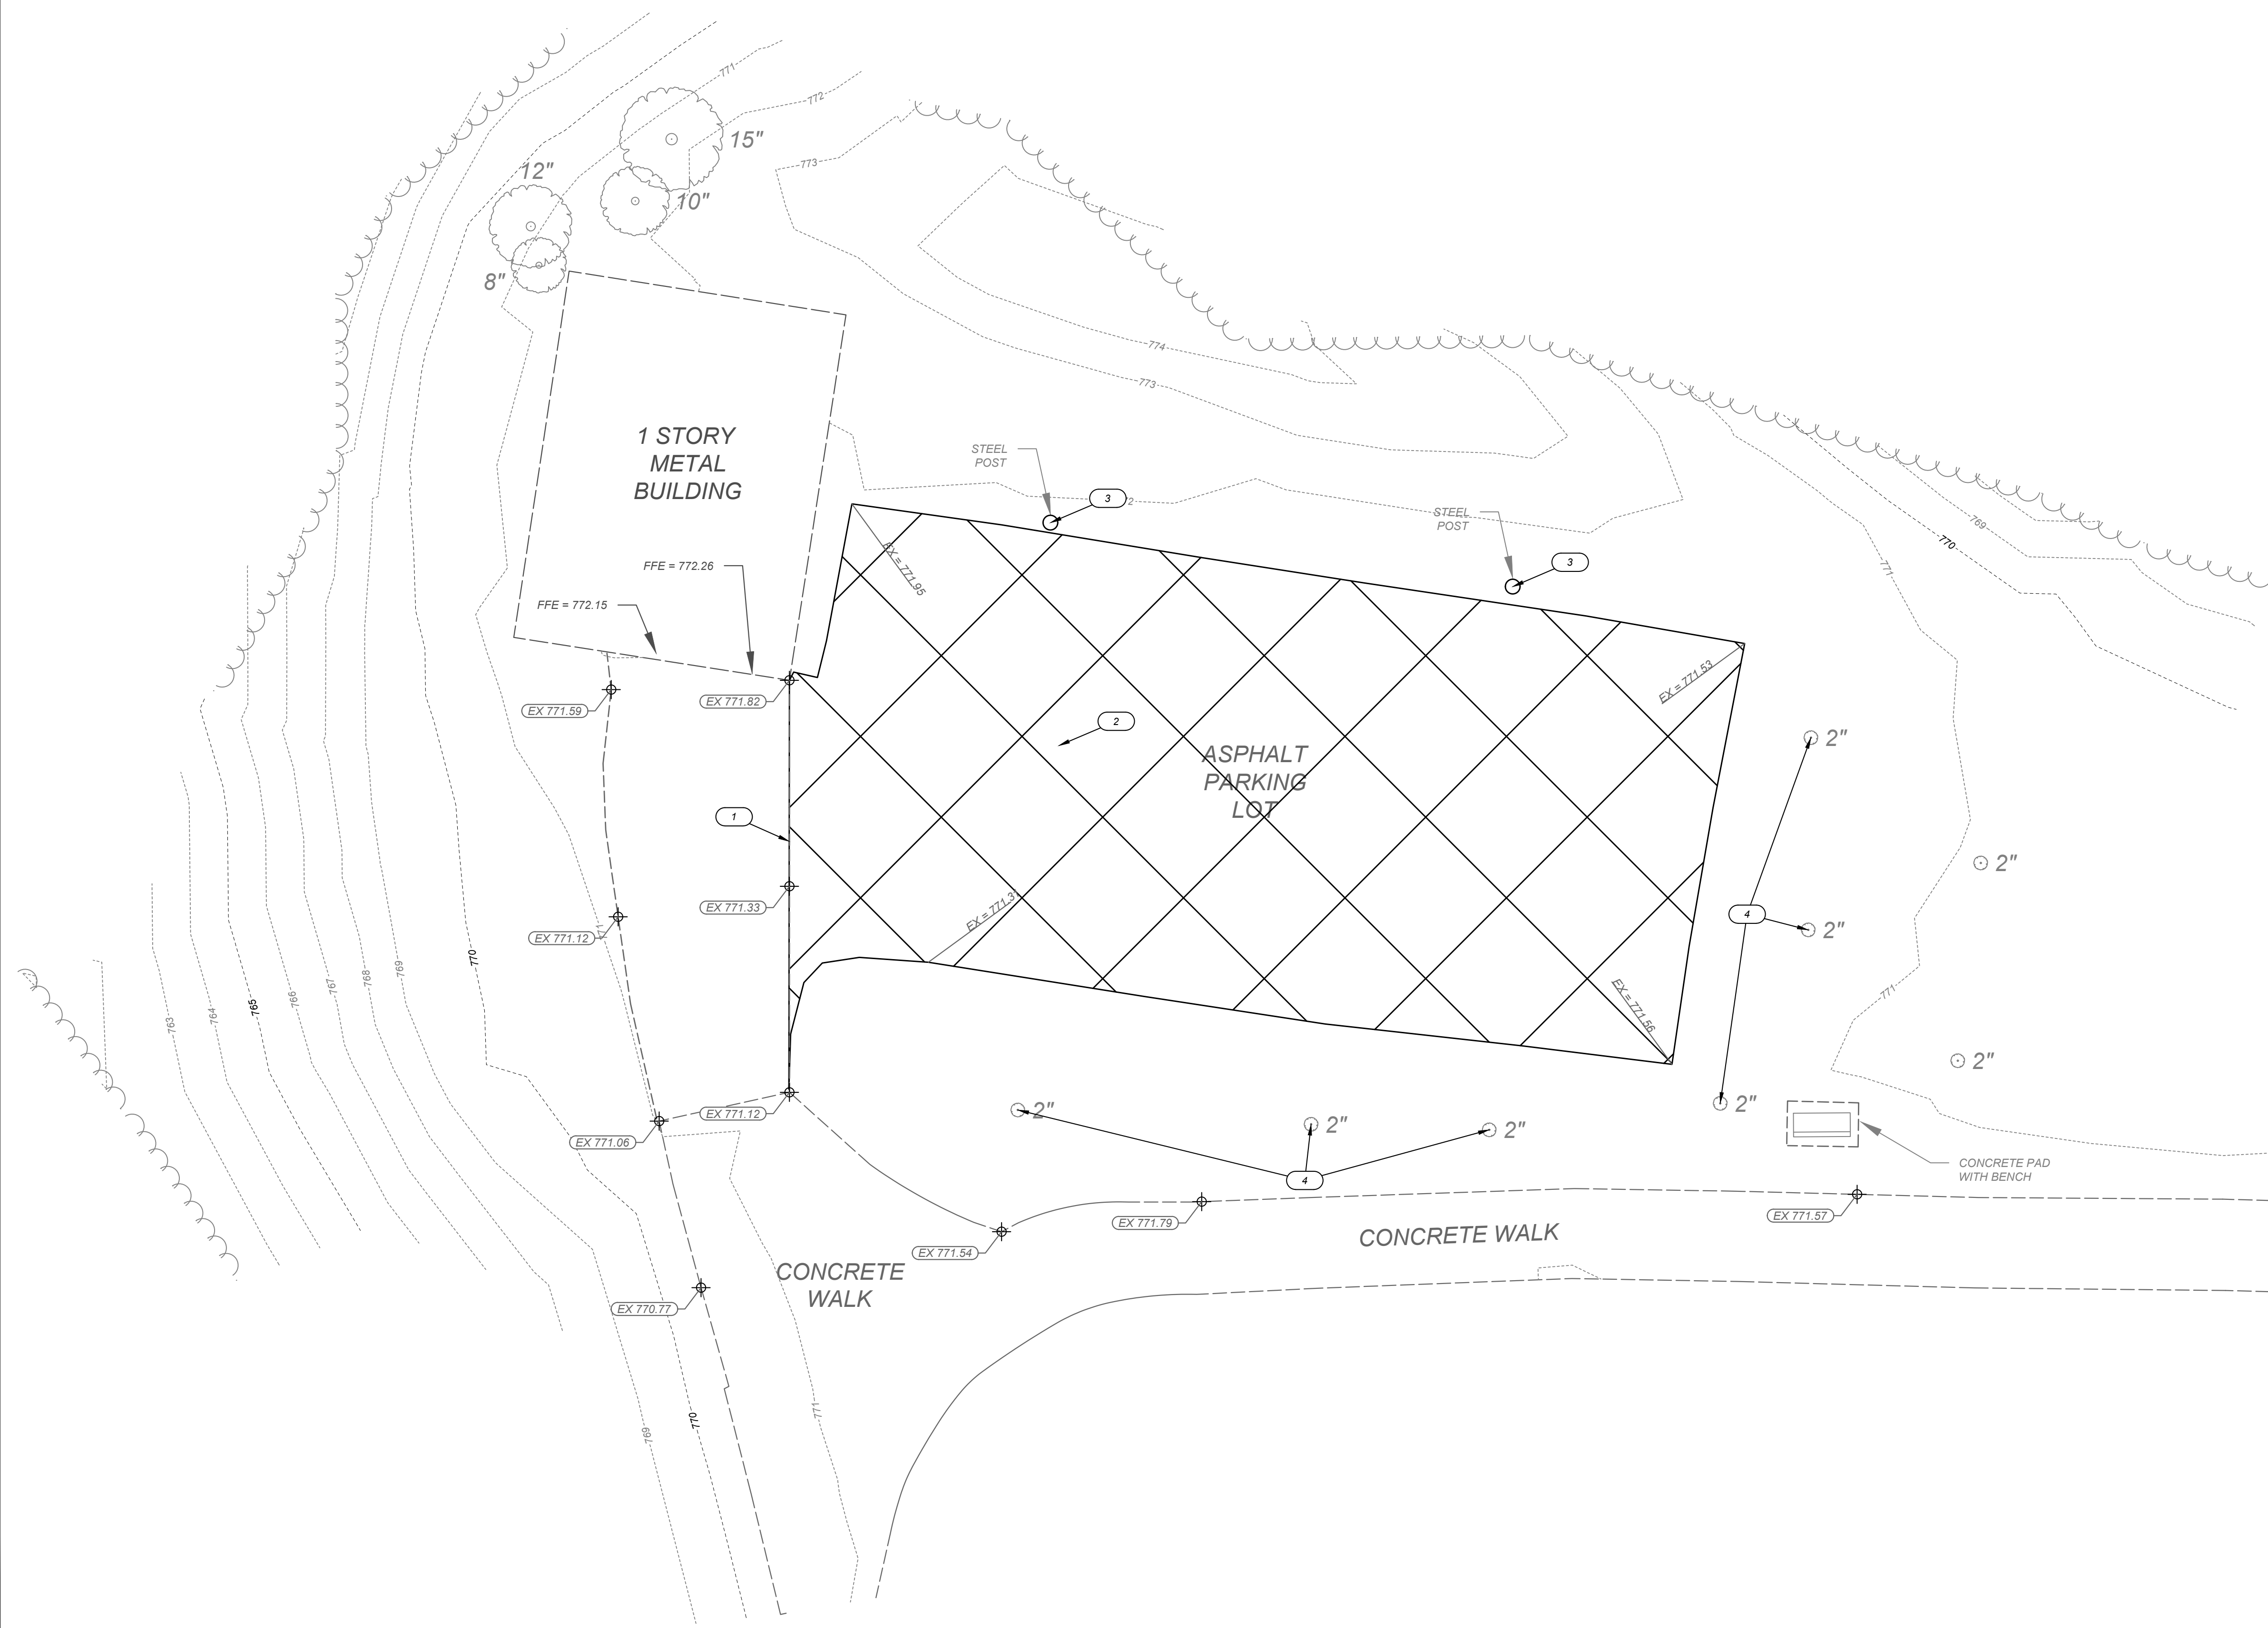 771
772
15"
12"
773
10"
8"
774
773
1 STORY
METAL
BUILDING
STEEL
POST
3
2
STEEL
POST
769
770
771
EX = 771.95
FFE = 772.26
3
FFE = 772.15
EX = 771.53
EX 771.59
EX 771.82
2
ASPHALT
PARKING
LOT
2"
1
2"
EX 771.33
EX = 771.3
4
2"
EX 771.12
771
770
769
768
767
766
765
764
763
771
EX = 771.56
2"
EX 771.12
2"
2"
2"
2"
EX 771.06
CONCRETE PAD
WITH BENCH
4
EX 771.79
EX 771.57
CONCRETE WALK
EX 771.54
CONCRETE
WALK
EX 770.77
771
770
769